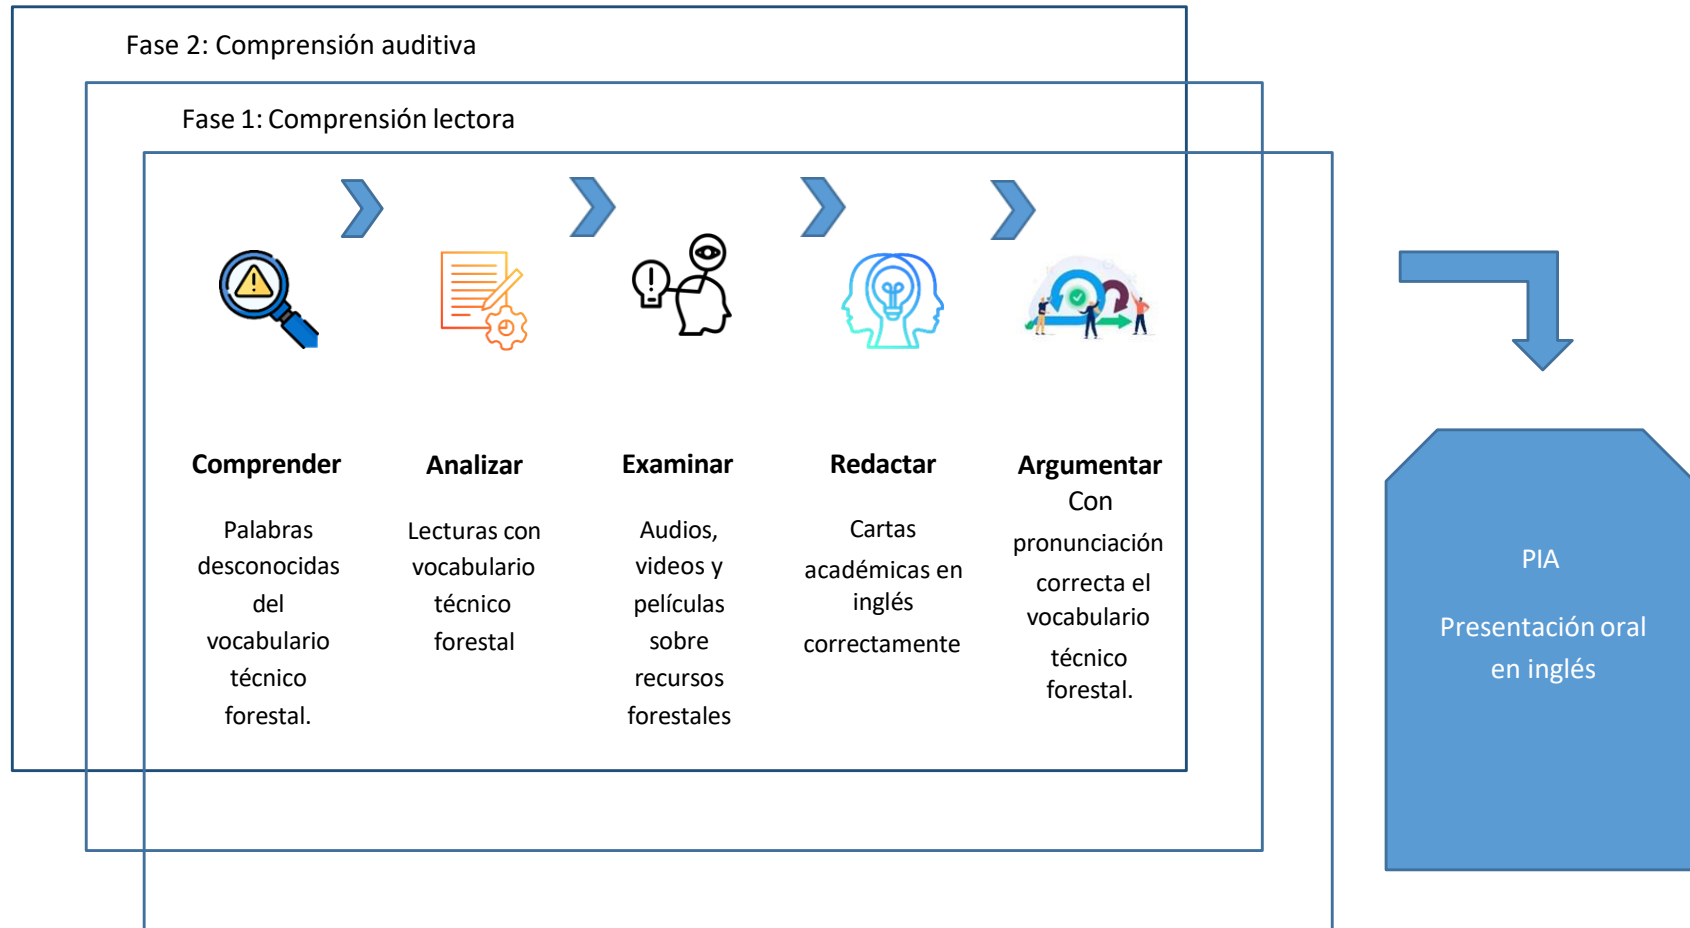 Fase 2: Comprensión auditiva
Fase 1: Comprensión lectora
Comprender
Palabras
desconocidas
del
vocabulario
técnico
forestal.
Analizar
Lecturas con
vocabulario
técnico
forestal
Examinar
Audios,
videos y
películas
sobre
recursos
forestales
Redactar
Cartas
académicas en
inglés
correctamente
Argumentar
Con
pronunciación
correcta el
vocabulario
técnico
forestal.
PIA
Presentación oral
en inglés